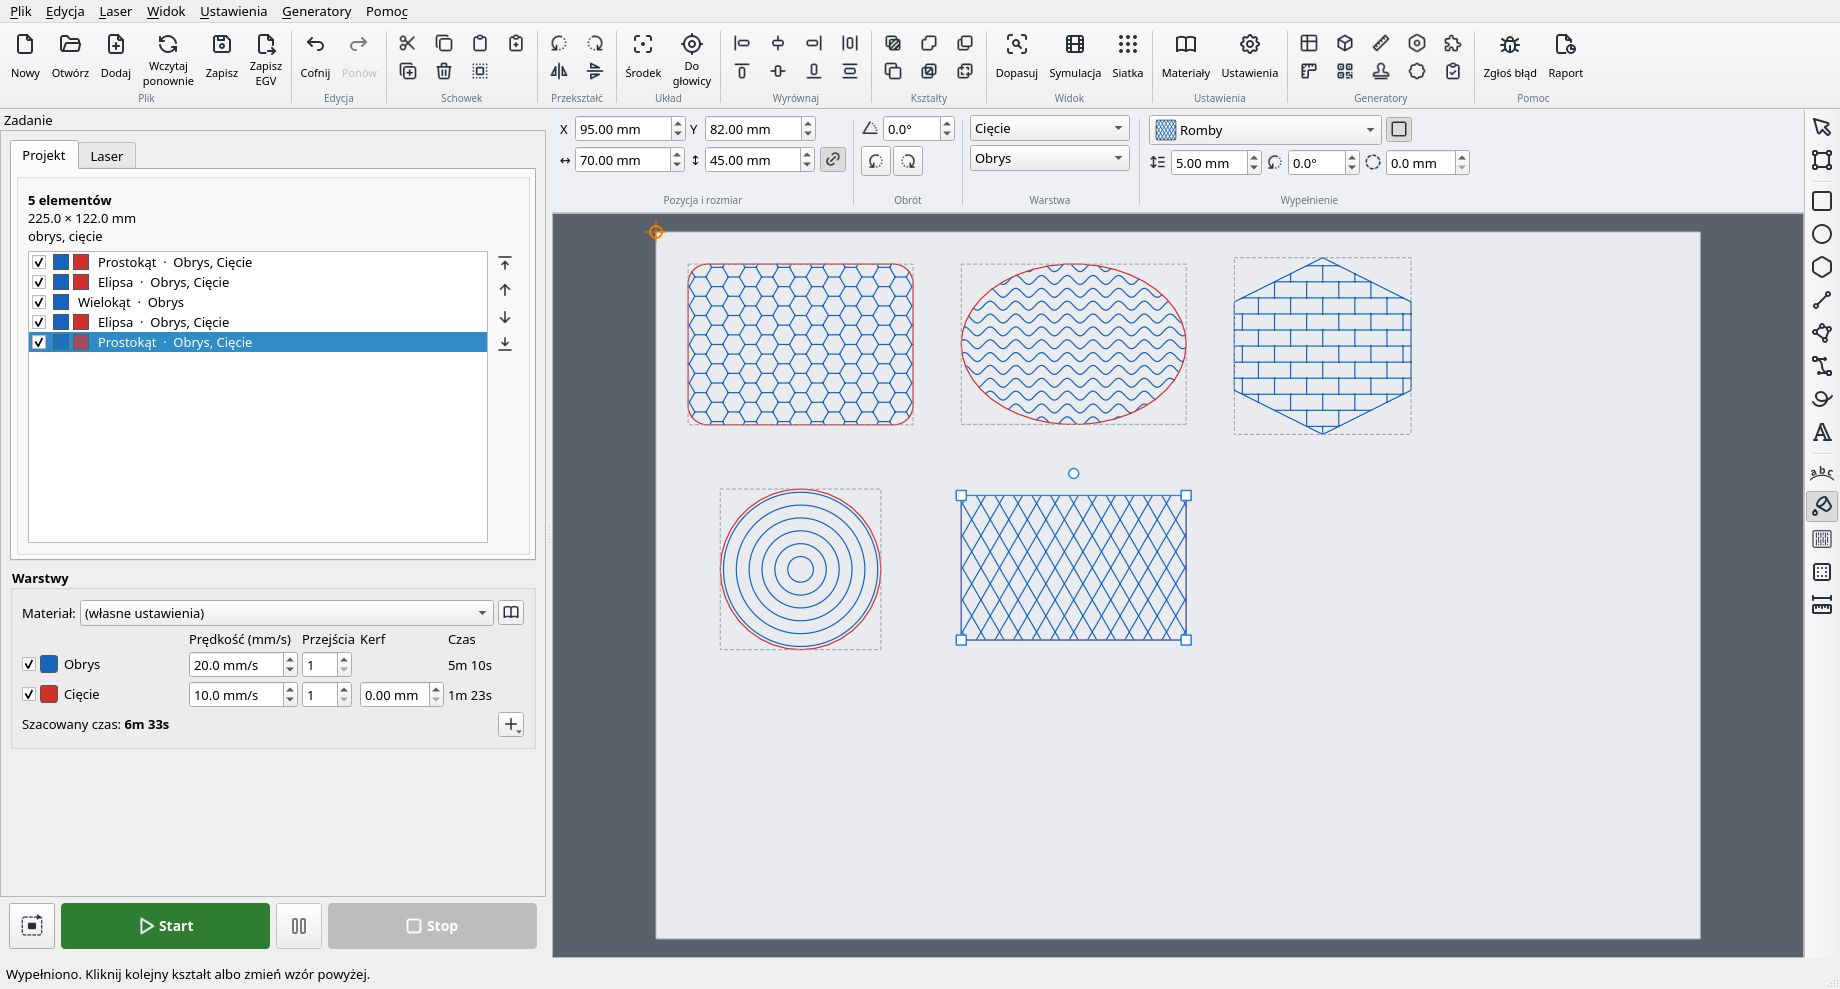 Plik Edycja Laser Widok Ustawienia Generatory Pomoc
Nowy Otwórz Dodaj Wczytaj ponownie Zapisz Zapisz EGV Cofnij Ponów Środek Do głowicy Dopasuj Symulacja Siatka Materiały Ustawienia Zgłoś błąd Raport
Plik Edycja Schowek Przekształć Układ Wyrównaj Kształty Widok Ustawienia Generatory Pomoc
Zadanie
Projekt Laser
5 elementów
225.0 × 122.0 mm
obrys, cięcie
Prostokąt · Obrys, Cięcie
Elipsa · Obrys, Cięcie
Wielokąt · Obrys
Elipsa · Obrys, Cięcie
Prostokąt · Obrys, Cięcie
Warstwy
Materiał: (własne ustawienia)
Prędkość (mm/s) Przejścia Kerf Czas
Obrys 20.0 mm/s 1 5m 10s
Cięcie 10.0 mm/s 1 0.00 mm 1m 23s
Szacowany czas: 6m 33s
Start Stop
X 95.00 mm Y 82.00 mm 0.0° Cięcie Romby
70.00 mm 45.00 mm Obrys 5.00 mm 0.0° 0.0 mm
Pozycja i rozmiar Obrót Warstwa Wypełnienie
A
abc
Wypełniono. Kliknij kolejny kształt albo zmień wzór powyżej.